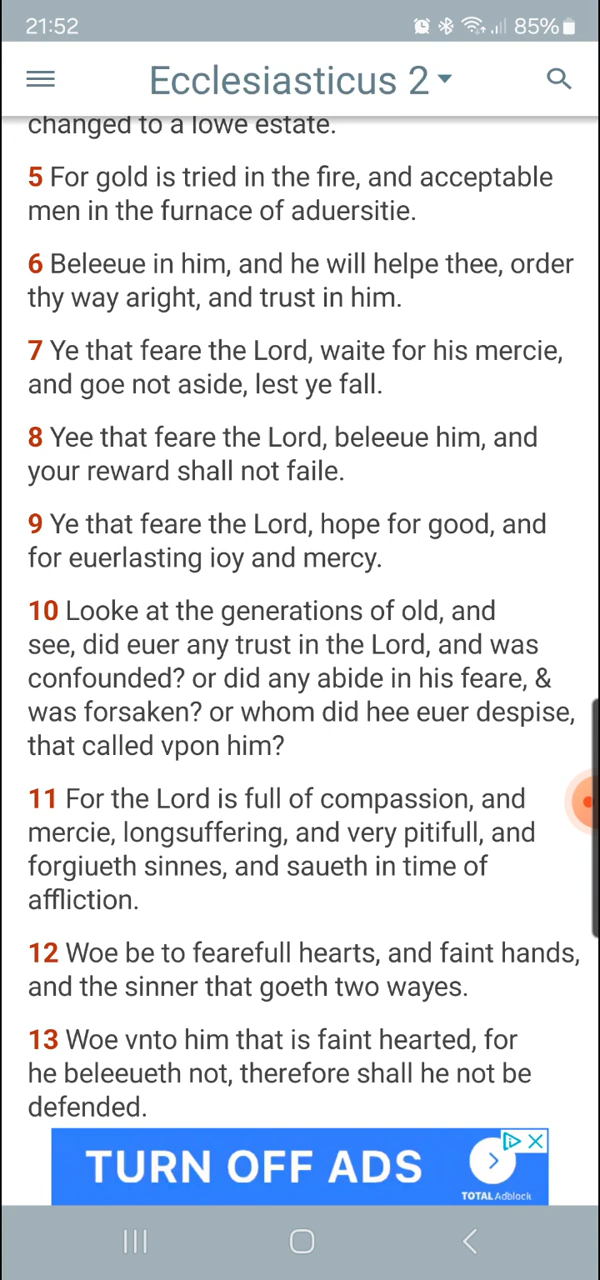 21:52
85%
Ecclesiasticus 2
changed to a lowe estate.
5 For gold is tried in the fire, and acceptable
men in the furnace of aduersitie.
6 Beleeue in him, and he will helpe thee, order
thy way aright, and trust in him.
7 Ye that feare the Lord, waite for his mercie,
and goe not aside, lest ye fall.
8 Yee that feare the Lord, beleeue him, and
your reward shall not faile.
9 Ye that feare the Lord, hope for good, and
for euerlasting ioy and mercy.
10 Looke at the generations of old, and
see, did euer any trust in the Lord, and was
confounded? or did any abide in his feare, &
was forsaken? or whom did hee euer despise,
that called vpon him?
11 For the Lord is full of compassion, and
mercie, longsuffering, and very pitifull, and
forgiueth sinnes, and saueth in time of
affliction.
12 Woe be to fearefull hearts, and faint hands,
and the sinner that goeth two wayes.
13 Woe vnto him that is faint hearted, for
he beleeueth not, therefore shall he not be
defended.
TURN OFF ADS
TOTAL Adblock